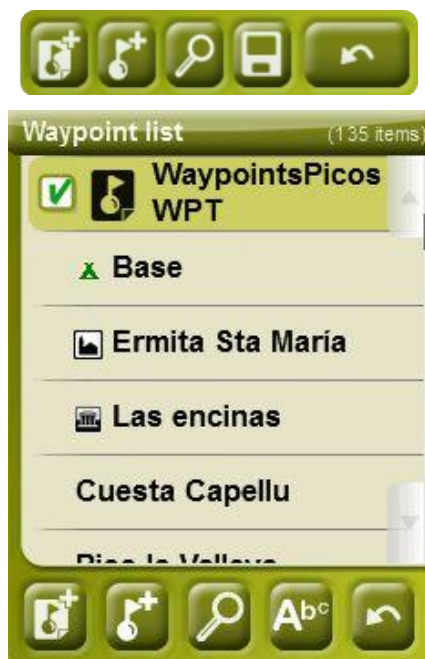 Waypoint list (135 items)
WaypointsPicos
WPT
Base
Ermita Sta María
Las encinas
Cuesta Capellu
Abc